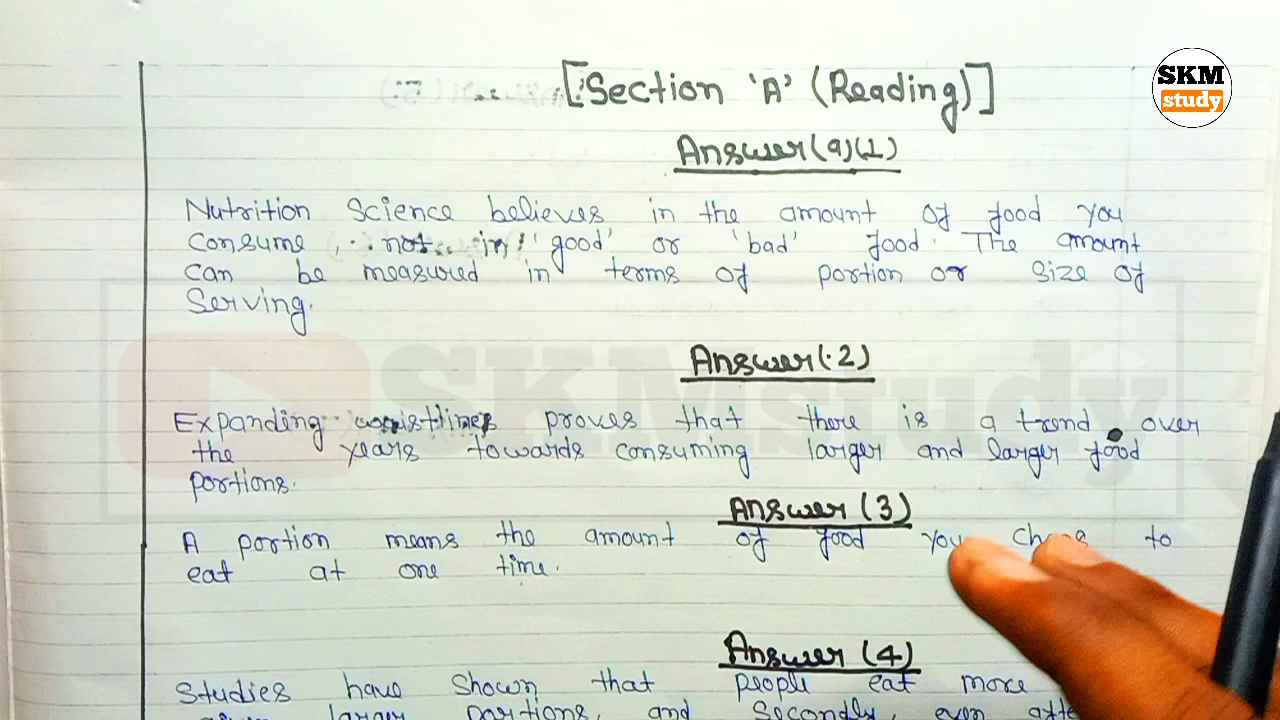 [Section 'A' (Reading)]
SKM
study
Answer (a)(1)
Nutrition Science believes in the amount of food you
consume, not in 'good' or 'bad' food. The amount
can be measured in terms of portion or size of
Serving.
SKMstudy
Answer (.2)
Expanding proves that there is a trend over
the years towards consuming larger and larger food
portions.
Answer (3)
A portion means the amount of food you to
eat at one time.
Answer (4)
Studies have shown that people eat more
larger portions, and Secondly, even